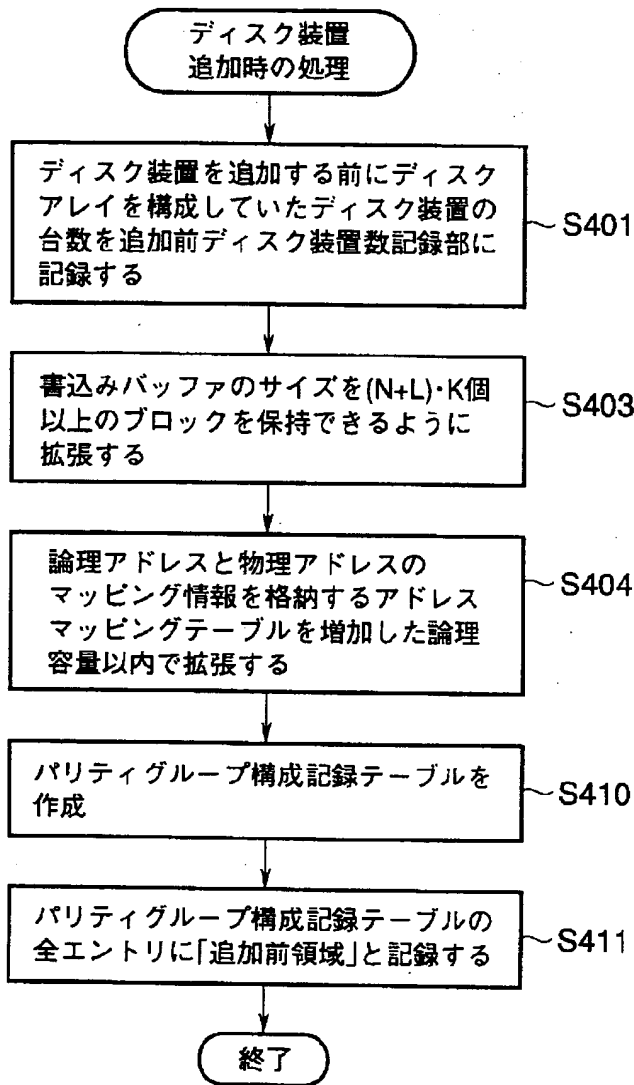 ディスク装置
追加時の処理
ディスク装置を追加する前にディスク
アレイを構成していたディスク装置の
台数を追加前ディスク装置数記録部に
記録する
S401
書込みバッファのサイズを(N+L)·K個
以上のブロックを保持できるように
拡張する
S403
論理アドレスと物理アドレスの
マッピング情報を格納するアドレス
マッピングテーブルを増加した論理
容量以内で拡張する
S404
パリティグループ構成記録テーブルを
作成
S410
パリティグループ構成記録テーブルの
全エントリに「追加前領域」と記録する
S411
終了